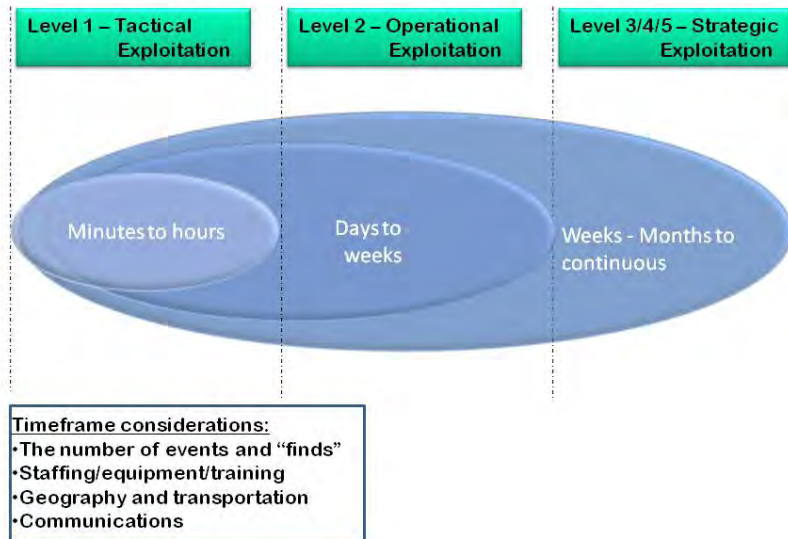 Level 1 – Tactical
Exploitation
Level 2 – Operational
Exploitation
Level 3/4/5 – Strategic
Exploitation
Minutes to hours
Days to
weeks
Weeks - Months to
continuous
Timeframe considerations:
•The number of events and “finds”
•Staffing/equipment/training
•Geography and transportation
•Communications